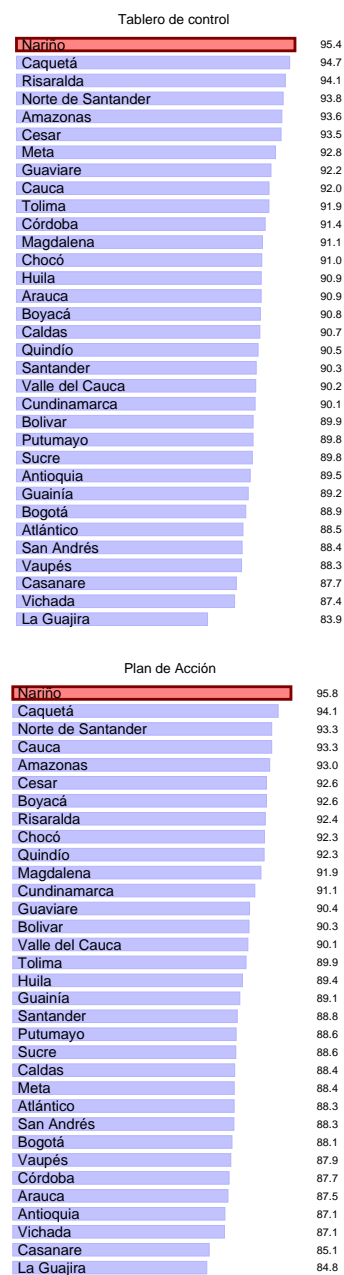 Tablero de control
Nariño 95.4
Caquetá 94.7
Risaralda 94.1
Norte de Santander 93.8
Amazonas 93.6
Cesar 93.5
Meta 92.8
Guaviare 92.2
Cauca 92.0
Tolima 91.9
Córdoba 91.4
Magdalena 91.1
Chocó 91.0
Huila 90.9
Arauca 90.9
Boyacá 90.8
Caldas 90.7
Quindío 90.5
Santander 90.3
Valle del Cauca 90.2
Cundinamarca 90.1
Bolivar 89.9
Putumayo 89.8
Sucre 89.8
Antioquia 89.5
Guainía 89.2
Bogotá 88.9
Atlántico 88.5
San Andrés 88.4
Vaupés 88.3
Casanare 87.7
Vichada 87.4
La Guajira 83.9
Plan de Acción
Nariño 95.8
Caquetá 94.1
Norte de Santander 93.3
Cauca 93.3
Amazonas 93.0
Cesar 92.6
Boyacá 92.6
Risaralda 92.4
Chocó 92.3
Quindío 92.3
Magdalena 91.9
Cundinamarca 91.1
Guaviare 90.4
Bolivar 90.3
Valle del Cauca 90.1
Tolima 89.9
Huila 89.4
Guainía 89.1
Santander 88.8
Putumayo 88.6
Sucre 88.6
Caldas 88.4
Meta 88.4
Atlántico 88.3
San Andrés 88.3
Bogotá 88.1
Vaupés 87.9
Córdoba 87.7
Arauca 87.5
Antioquia 87.1
Vichada 87.1
Casanare 85.1
La Guajira 84.8